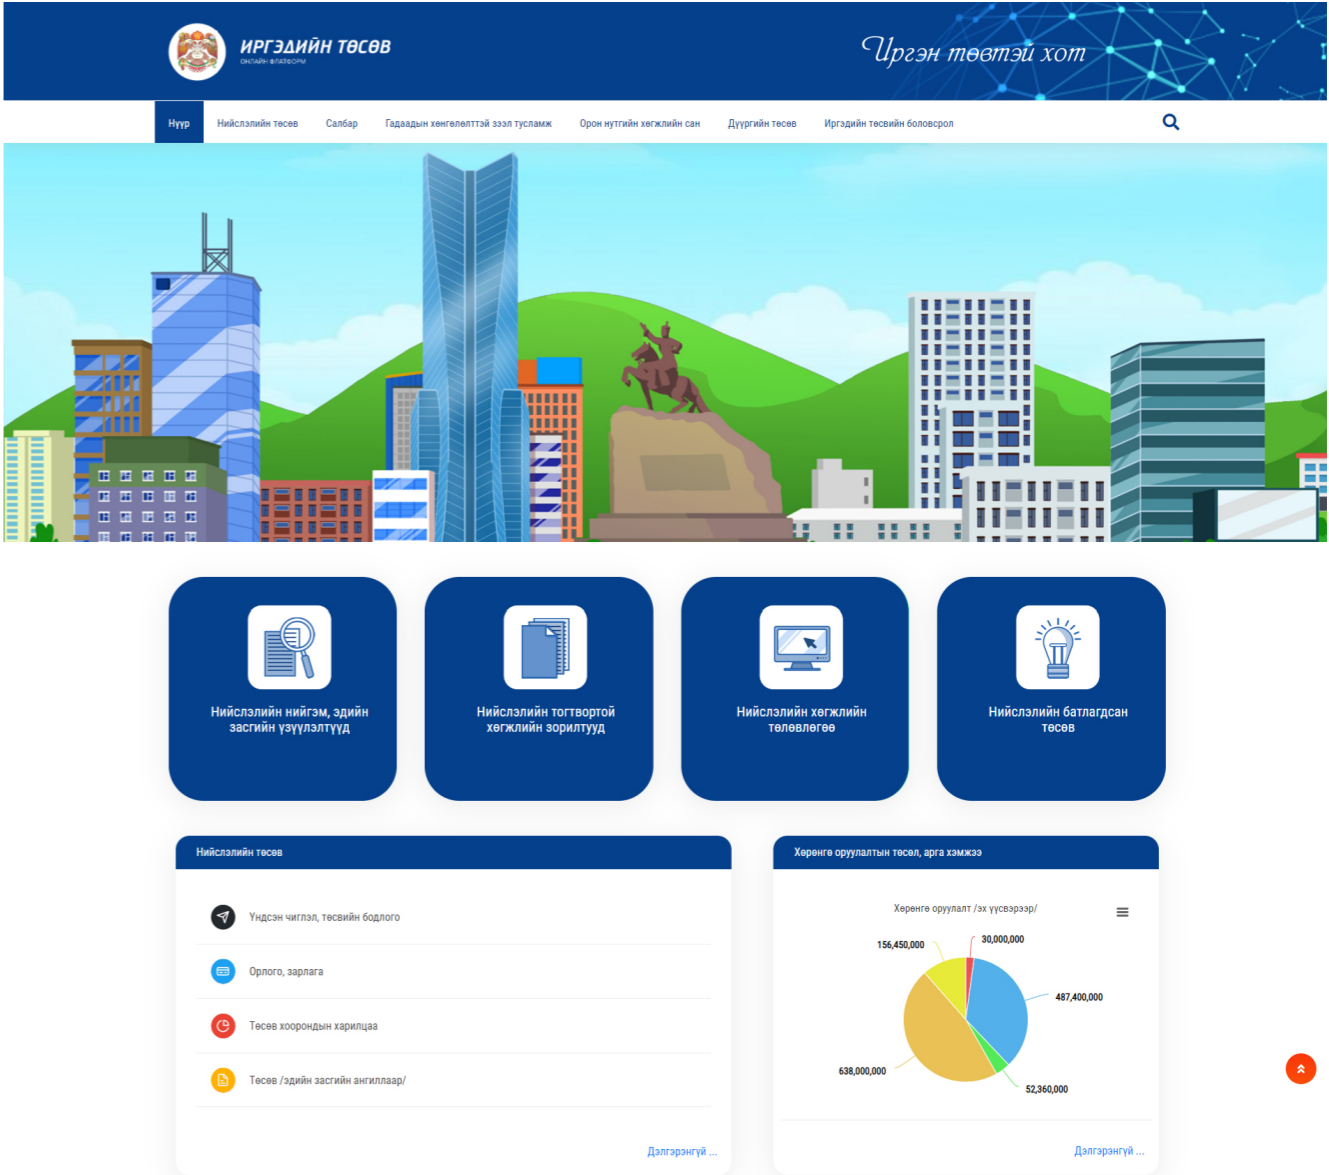 ИРГЭДИЙН ТӨСӨВ
ОНЛАЙН ФЛАТФОРМ
Иргэн төвтэй хот
Нүүр
Нийслэлийн төсөв
Салбар
Гадаадын хөнгөлөлттэй зээл тусламж
Орон нутгийн хөгжлийн сан
Дүүргийн төсөв
Иргэдийн төсвийн боловсрол
Нийслэлийн нийгэм, эдийн
засгийн үзүүлэлтүүд
Нийслэлийн тогтвортой
хөгжлийн зорилтууд
Нийслэлийн хөгжлийн
төлөвлөгөө
Нийслэлийн батлагдсан
төсөв
Нийслэлийн төсөв
Үндсэн чиглэл, төсвийн бодлого
Орлого, зарлага
Төсөв хоорондын харилцаа
Төсөв /эдийн засгийн ангиллаар/
Дэлгэрэнгүй ...
Хөрөнгө оруулалтын төсөл, арга хэмжээ
Хөрөнгө оруулалт /эх үүсвэрээр/
156,450,000
30,000,000
487,400,000
638,000,000
52,360,000
Дэлгэрэнгүй ...